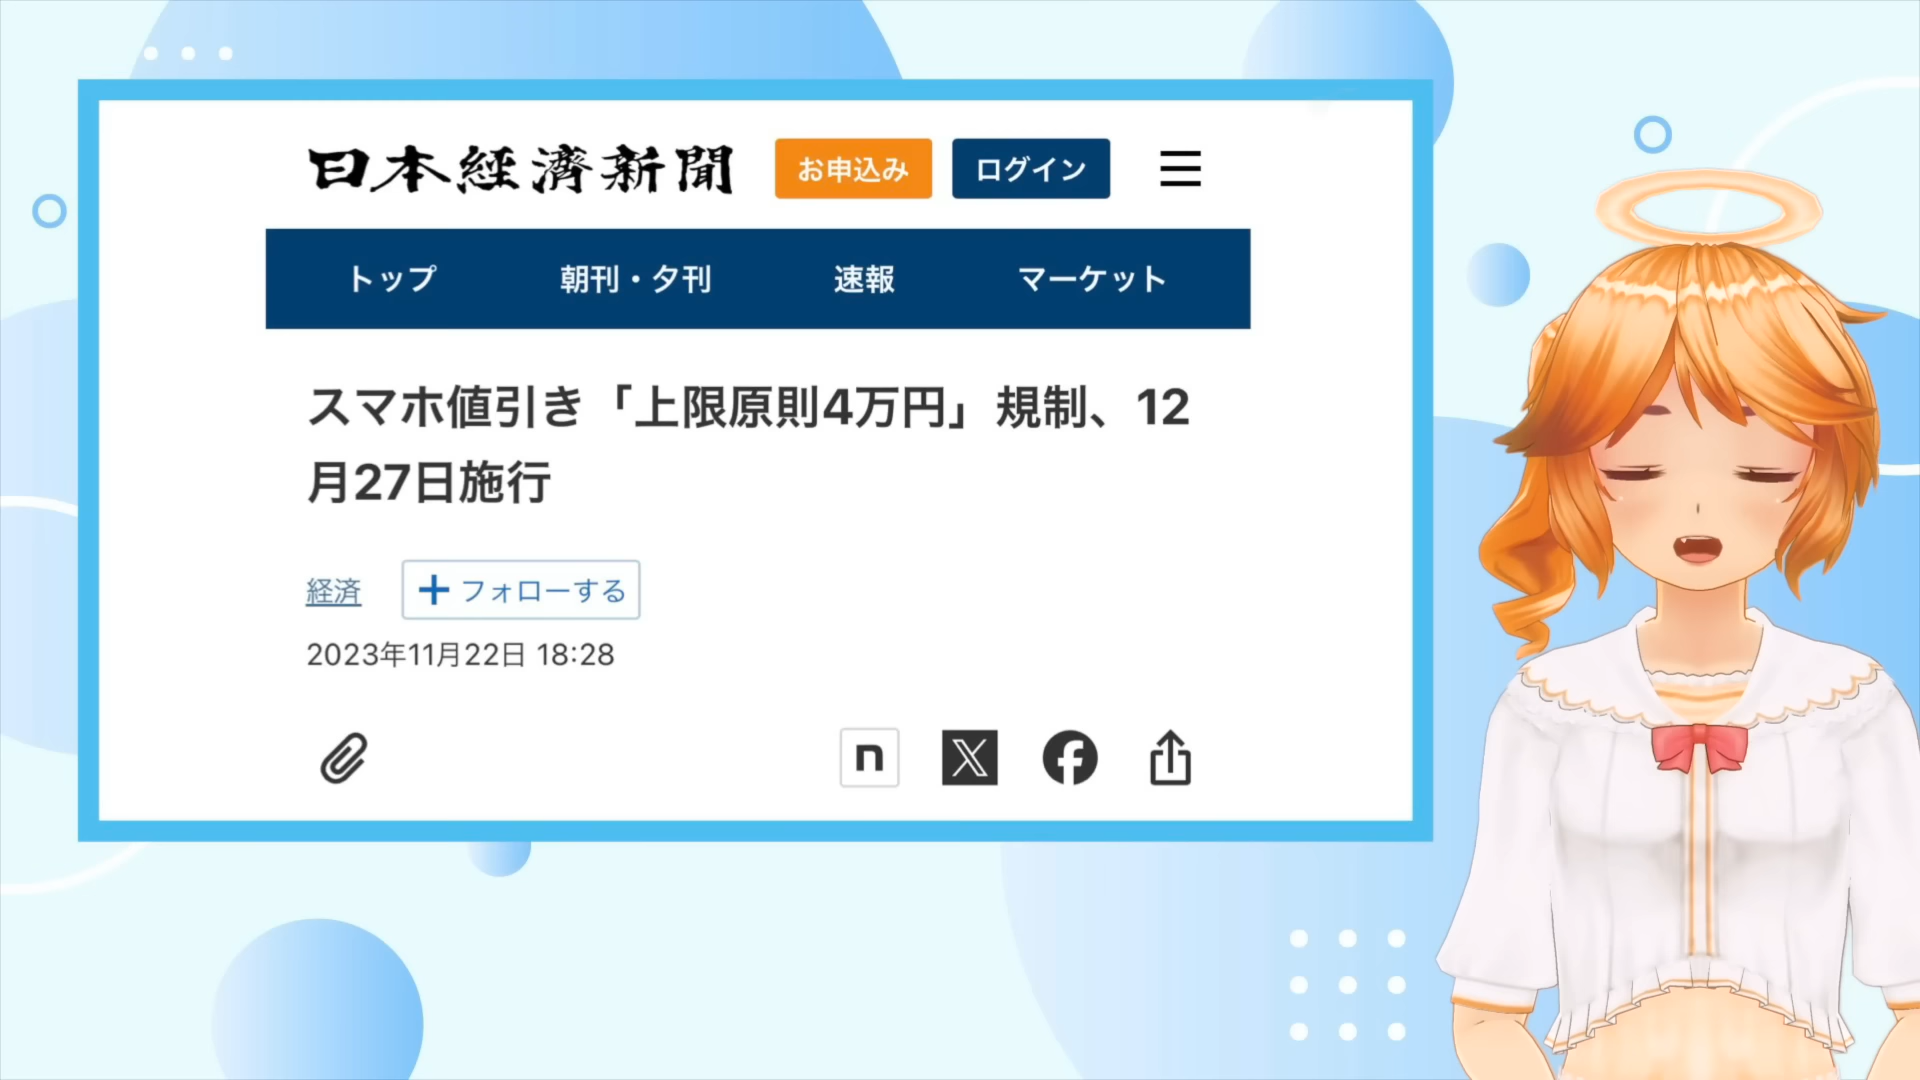 日本経済新聞 お申込み ログイン
トップ 朝刊・夕刊 速報 マーケット
スマホ値引き「上限原則4万円」規制、12
月27日施行
経済 +フォローする
2023年11月22日 18:28
n X f